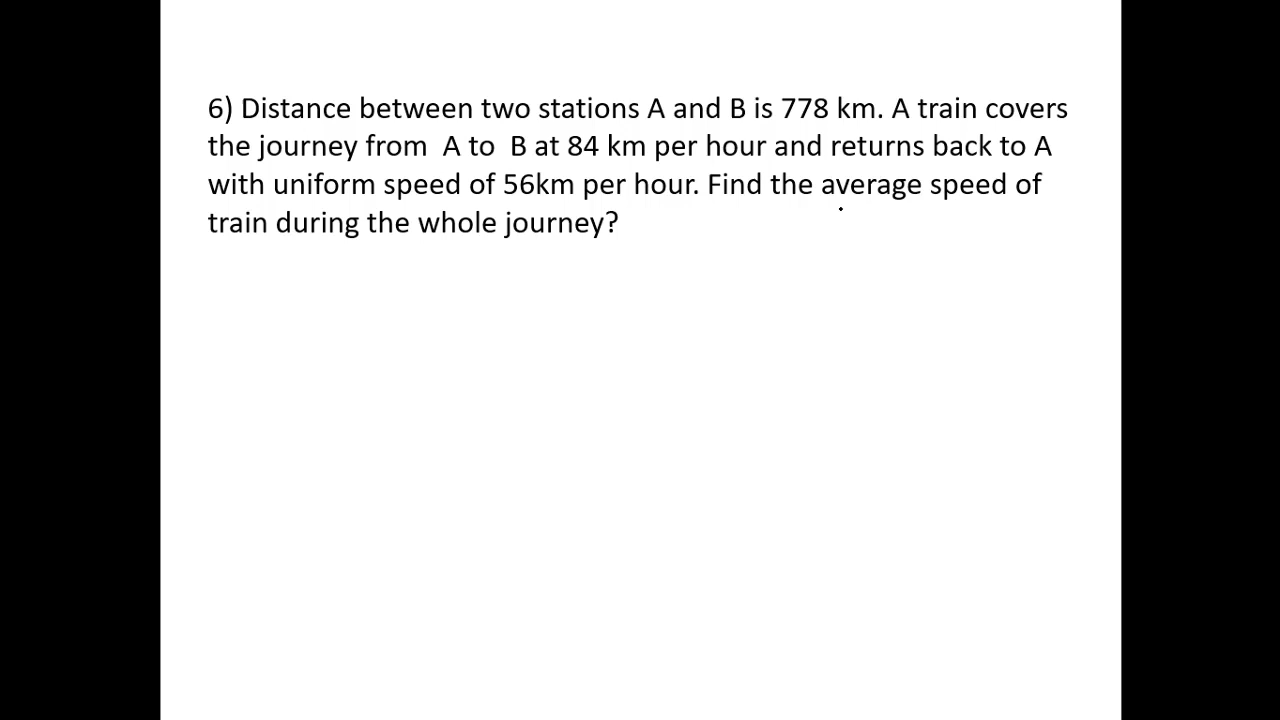 6) Distance between two stations A and B is 778 km. A train covers
the journey from  A to  B at 84 km per hour and returns back to A
with uniform speed of 56km per hour. Find the average speed of
train during the whole journey?